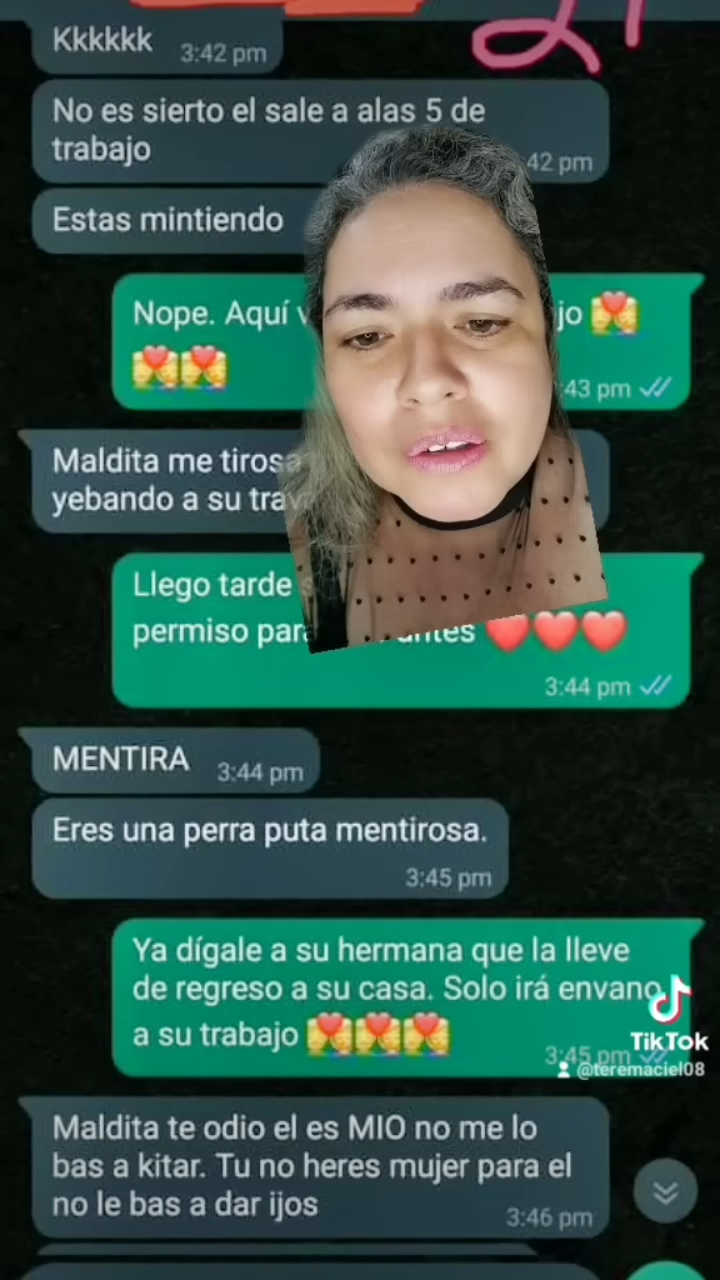 Kkkkkk
3:42 pm
No es sierto el sale a alas 5 de
trabajo
42 pm
Estas mintiendo
Nope. Aquí
jo
:43 pm
Maldita me tirosa
yebando a su
Llego tarde
permiso
3:44 pm
MENTIRA
3:44 pm
Eres una perra puta mentirosa.
3:45 pm
Ya dígale a su hermana que la lleve
de regreso a su casa. Solo irá envano
a su trabajo
3:45 pm
TikTok
@teremaciel08
Maldita te odio el es MIO no me lo
bas a kitar. Tu no heres mujer para el
no le bas a dar ijos
3:46 pm